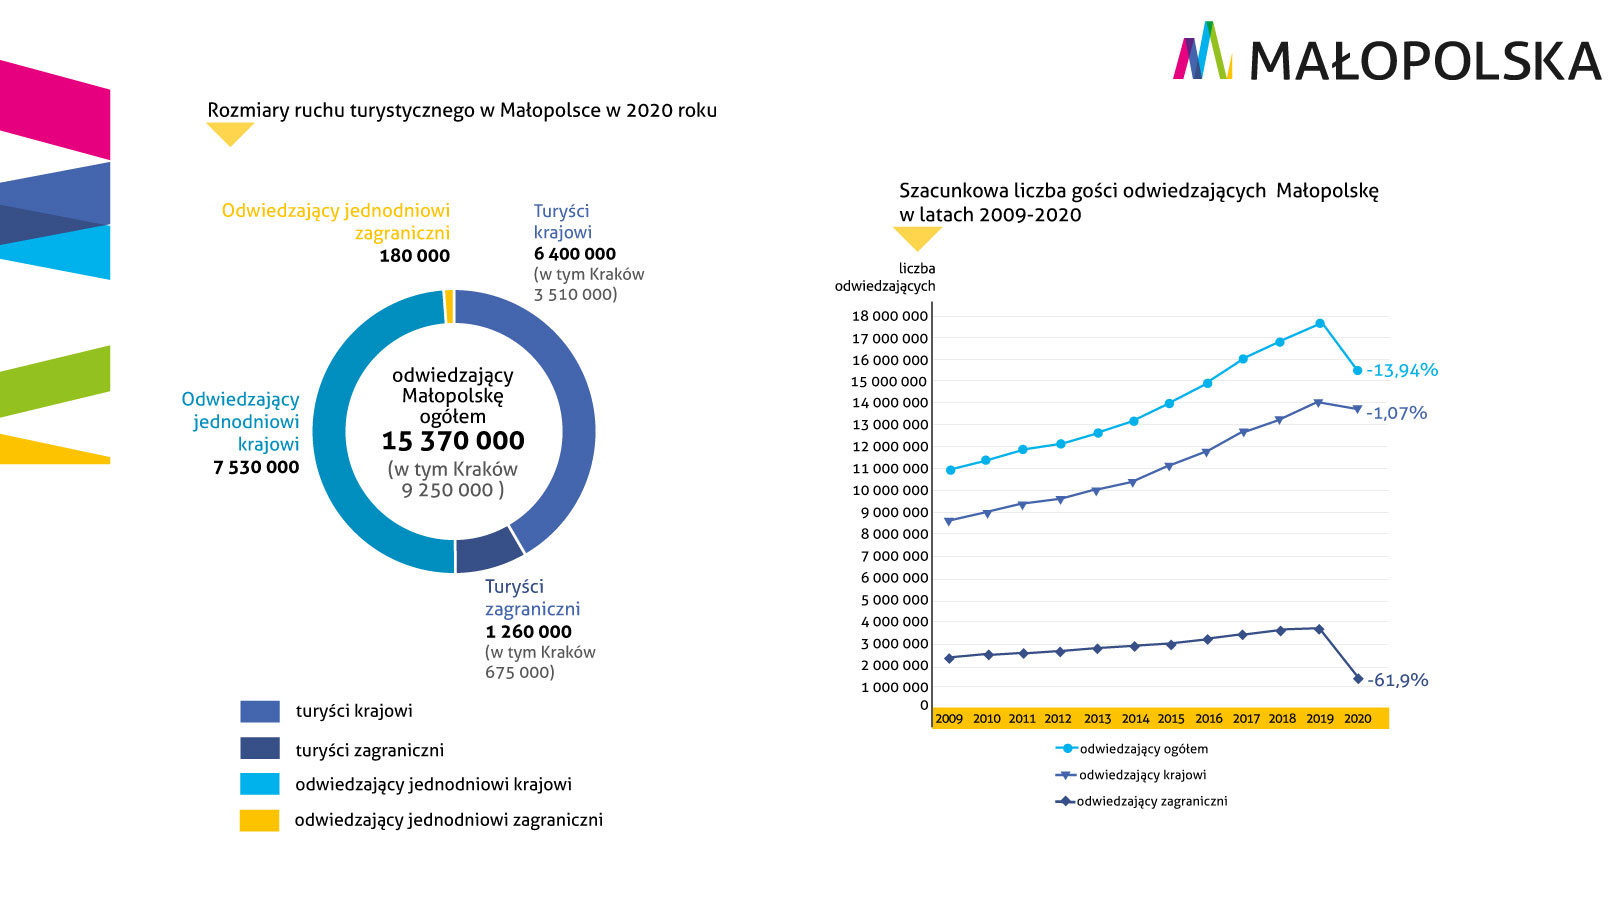 MAŁOPOLSKA
Rozmiary ruchu turystycznego w Małopolsce w 2020 roku
Odwiedzający jednodniowi
zagraniczni
180 000
Turyści
krajowi
6 400 000
(w tym Kraków
3 510 000)
odwiedzający
Małopolskę
ogółem
15 370 000
(w tym Kraków
9 250 000 )
Odwiedzający
jednodniowi
krajowi
7 530 000
Turyści
zagraniczni
1 260 000
(w tym Kraków
675 000)
turyści krajowi
turyści zagraniczni
odwiedzający jednodniowi krajowi
odwiedzający jednodniowi zagraniczni
Szacunkowa liczba gości odwiedzających Małopolskę
w latach 2009-2020
liczba
odwiedzających
18 000 000
17 000 000
16 000 000
15 000 000
14 000 000
13 000 000
12 000 000
11 000 000
10 000 000
9 000 000
8 000 000
7 000 000
6 000 000
5 000 000
4 000 000
3 000 000
2 000 000
1 000 000
0
-13,94%
-1,07%
-61,9%
2009 2010 2011 2012 2013 2014 2015 2016 2017 2018 2019 2020
odwiedzający ogółem
odwiedzający krajowi
odwiedzający zagraniczni